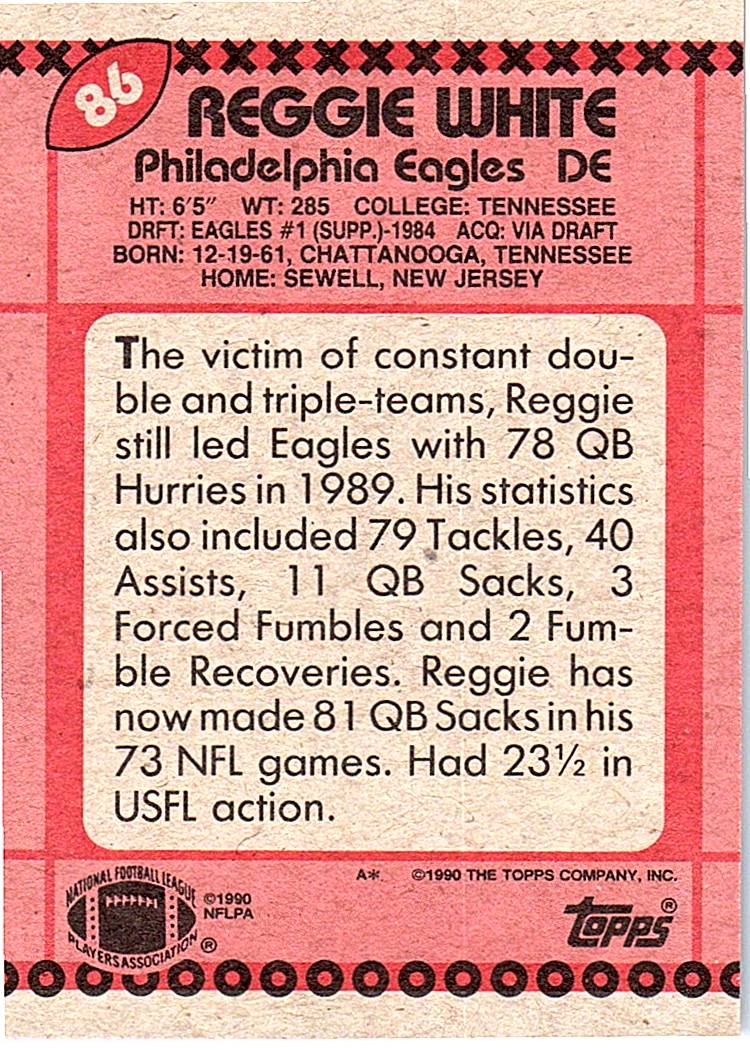 86
REGGIE WHITE
Philadelphia Eagles DE
HT: 6'5" WT: 285 COLLEGE: TENNESSEE
DRFT: EAGLES #1 (SUPP.)-1984 ACQ: VIA DRAFT
BORN: 12-19-61, CHATTANOOGA, TENNESSEE
HOME: SEWELL, NEW JERSEY
The victim of constant dou-
ble and triple-teams, Reggie
still led Eagles with 78 QB
Hurries in 1989. His statistics
also included 79 Tackles, 40
Assists, 11 QB Sacks, 3
Forced Fumbles and 2 Fum-
ble Recoveries. Reggie has
now made 81 QB Sacks in his
73 NFL games. Had 23½ in
USFL action.
A* ©1990 THE TOPPS COMPANY, INC.
NATIONAL FOOTBALL LEAGUE
PLAYERS ASSOCIATION ®
©1990
NFLPA
topps®